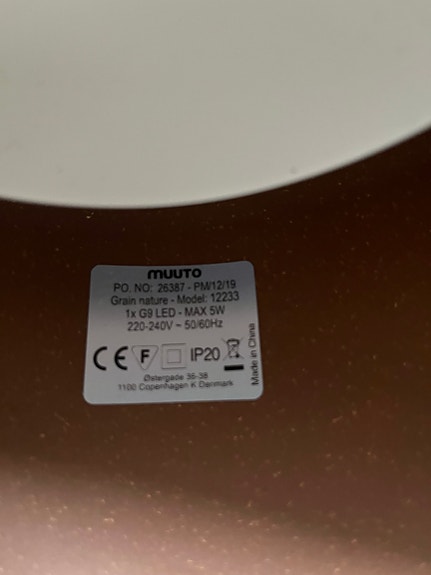 muuto
PO. NO: 26387 - PM/12/19
Grain nature - Model: 12233
1x G9 LED - MAX 5W
220-240V ~ 50/60Hz
CE F IP20
Østergade 36-38
1100 Copenhagen K Denmark
Made in China